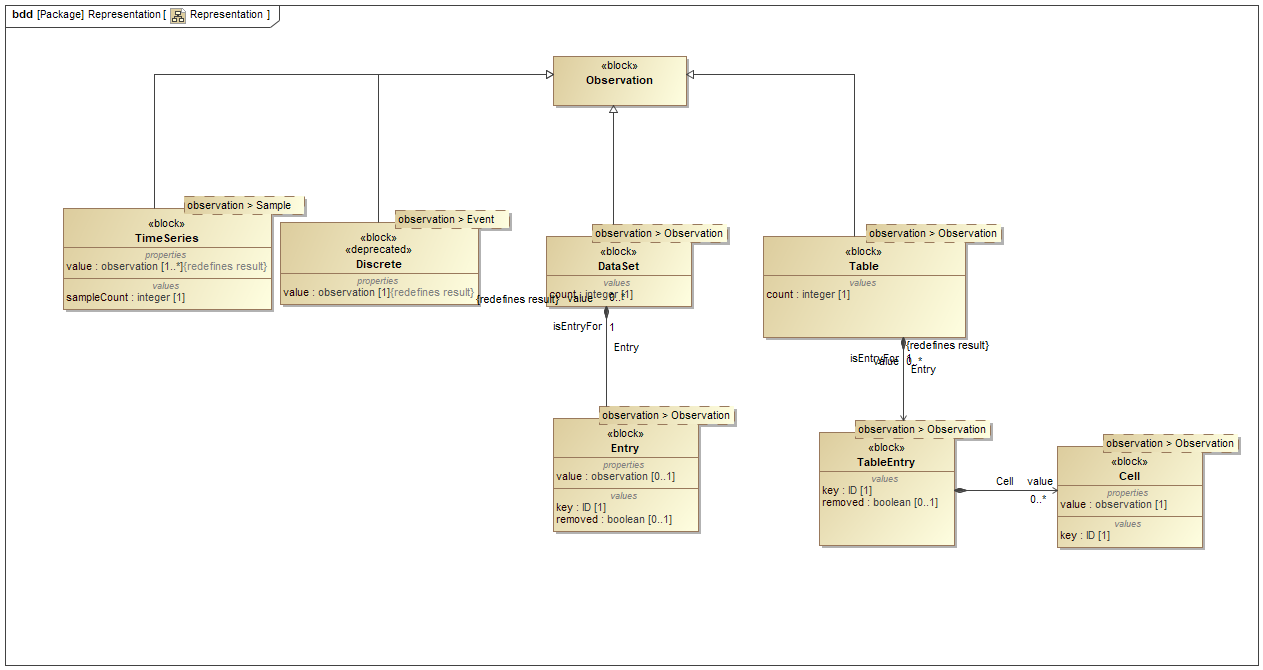 bdd [Package] Representation [ Representation ]
«block»
Observation
observation > Sample
«block»
TimeSeries
properties
value : observation [1..*]{redefines result}
values
sampleCount : integer [1]
observation > Event
«block»
«deprecated»
Discrete
properties
value : observation [1]{redefines result}
observation > Observation
«block»
DataSet
values
count : integer [1]
{redefines result} value 0..*
isEntryFor 1
Entry
observation > Observation
«block»
Entry
properties
value : observation [0..1]
values
key : ID [1]
removed : boolean [0..1]
observation > Observation
«block»
Table
values
count : integer [1]
{redefines result}
isEntryFor 1
value 0..*
Entry
observation > Observation
«block»
TableEntry
values
key : ID [1]
removed : boolean [0..1]
Cell value
0..*
observation > Observation
«block»
Cell
properties
value : observation [1]
values
key : ID [1]